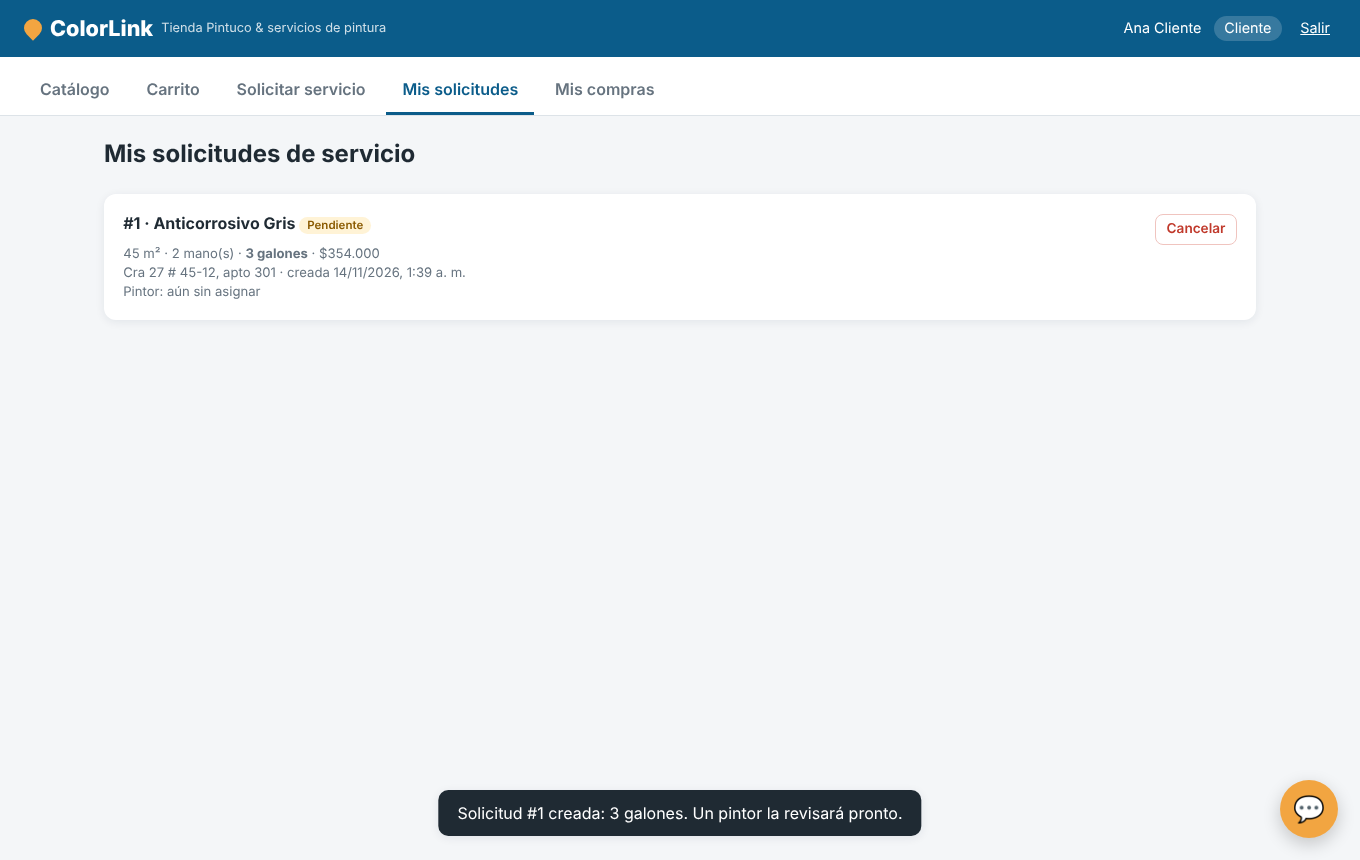 ColorLink Tienda Pintuco & servicios de pintura
Ana Cliente Cliente Salir
Catálogo Carrito Solicitar servicio Mis solicitudes Mis compras
Mis solicitudes de servicio
#1 · Anticorrosivo Gris Pendiente
Cancelar
45 m² · 2 mano(s) · 3 galones · $354.000
Cra 27 # 45-12, apto 301 · creada 14/11/2026, 1:39 a. m.
Pintor: aún sin asignar
Solicitud #1 creada: 3 galones. Un pintor la revisará pronto.